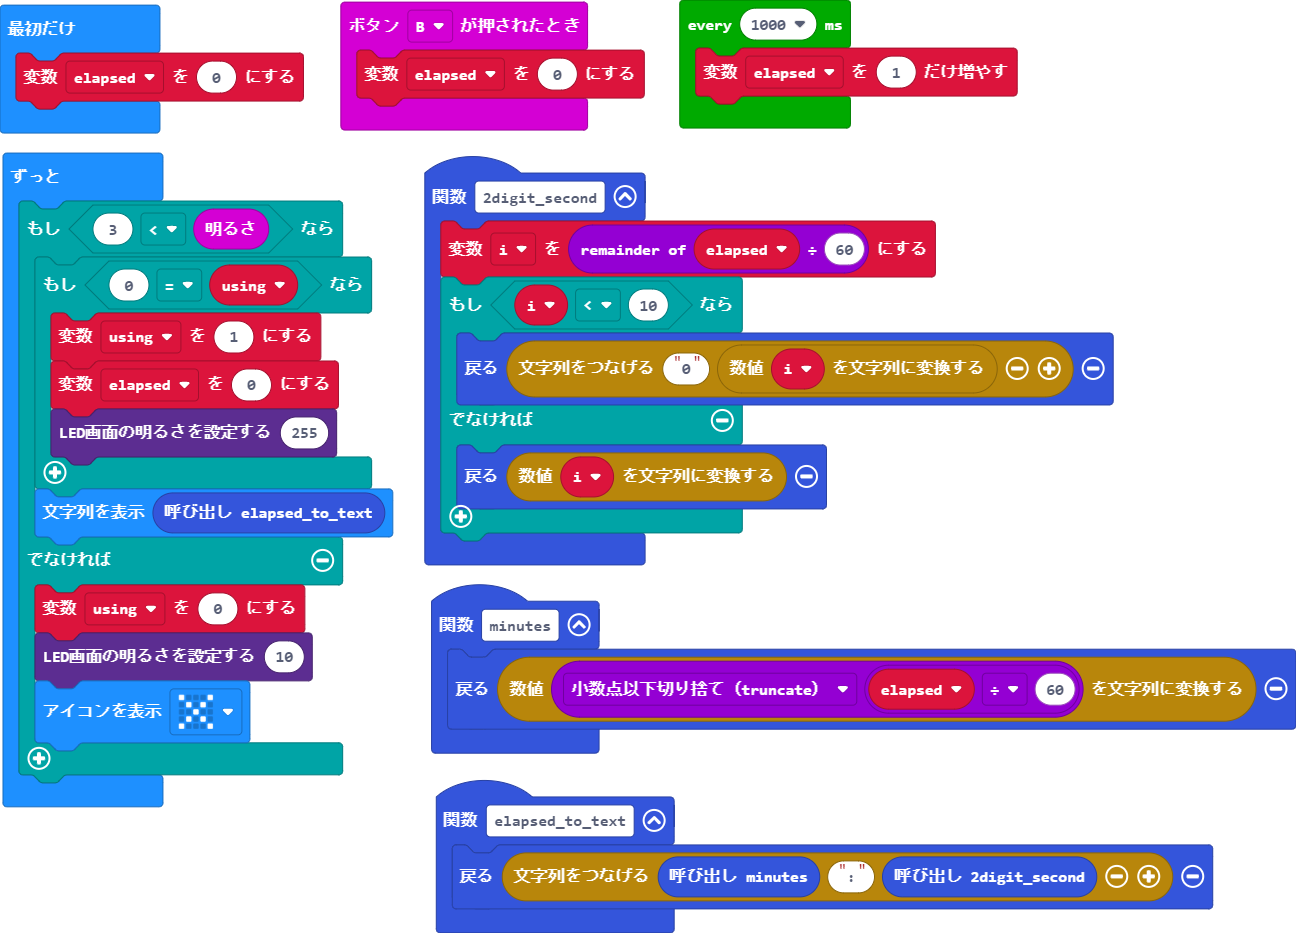 最初だけ
変数 elapsed を 0 にする
ボタン B が押されたとき
変数 elapsed を 0 にする
every 1000 ms
変数 elapsed を 1 だけ増やす
ずっと
もし 3 < 明るさ なら
もし 0 = using なら
変数 using を 1 にする
変数 elapsed を 0 にする
LED画面の明るさを設定する 255
文字列を表示 呼び出し elapsed_to_text
でなければ
変数 using を 0 にする
LED画面の明るさを設定する 10
アイコンを表示
関数 2digit_second
変数 i を remainder of elapsed ÷ 60 にする
もし i < 10 なら
戻る 文字列をつなげる "0" 数値 i を文字列に変換する
でなければ
戻る 数値 i を文字列に変換する
関数 minutes
戻る 数値 小数点以下切り捨て（truncate） elapsed ÷ 60 を文字列に変換する
関数 elapsed_to_text
戻る 文字列をつなげる 呼び出し minutes ":" 呼び出し 2digit_second